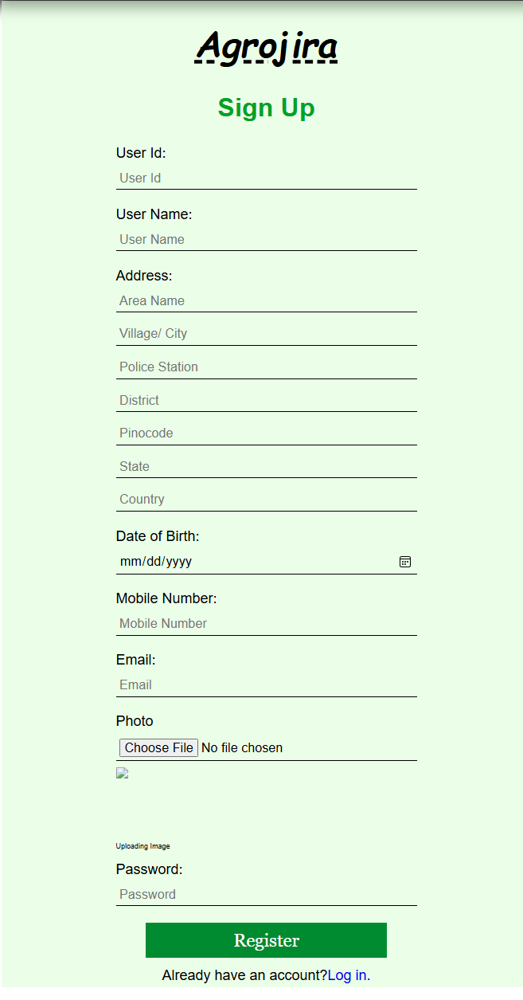 Agrojira
Sign Up
User Id:
User Id
User Name:
User Name
Address:
Area Name
Village/ City
Police Station
District
Pinocode
State
Country
Date of Birth:
mm/dd/yyyy
Mobile Number:
Mobile Number
Email:
Email
Photo
Choose File No file chosen
Uploading Image
Password:
Password
Register
Already have an account?Log in.